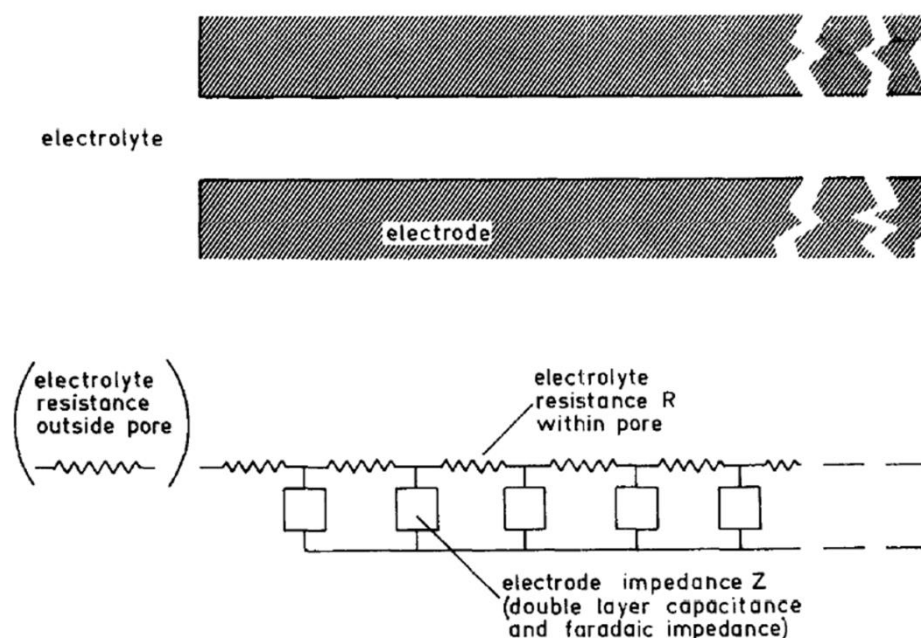 electrolyte
electrode
electrolyte
resistance
outside pore
electrolyte
resistance R
within pore
electrode impedance Z
(double layer capacitance
and faradaic impedance)